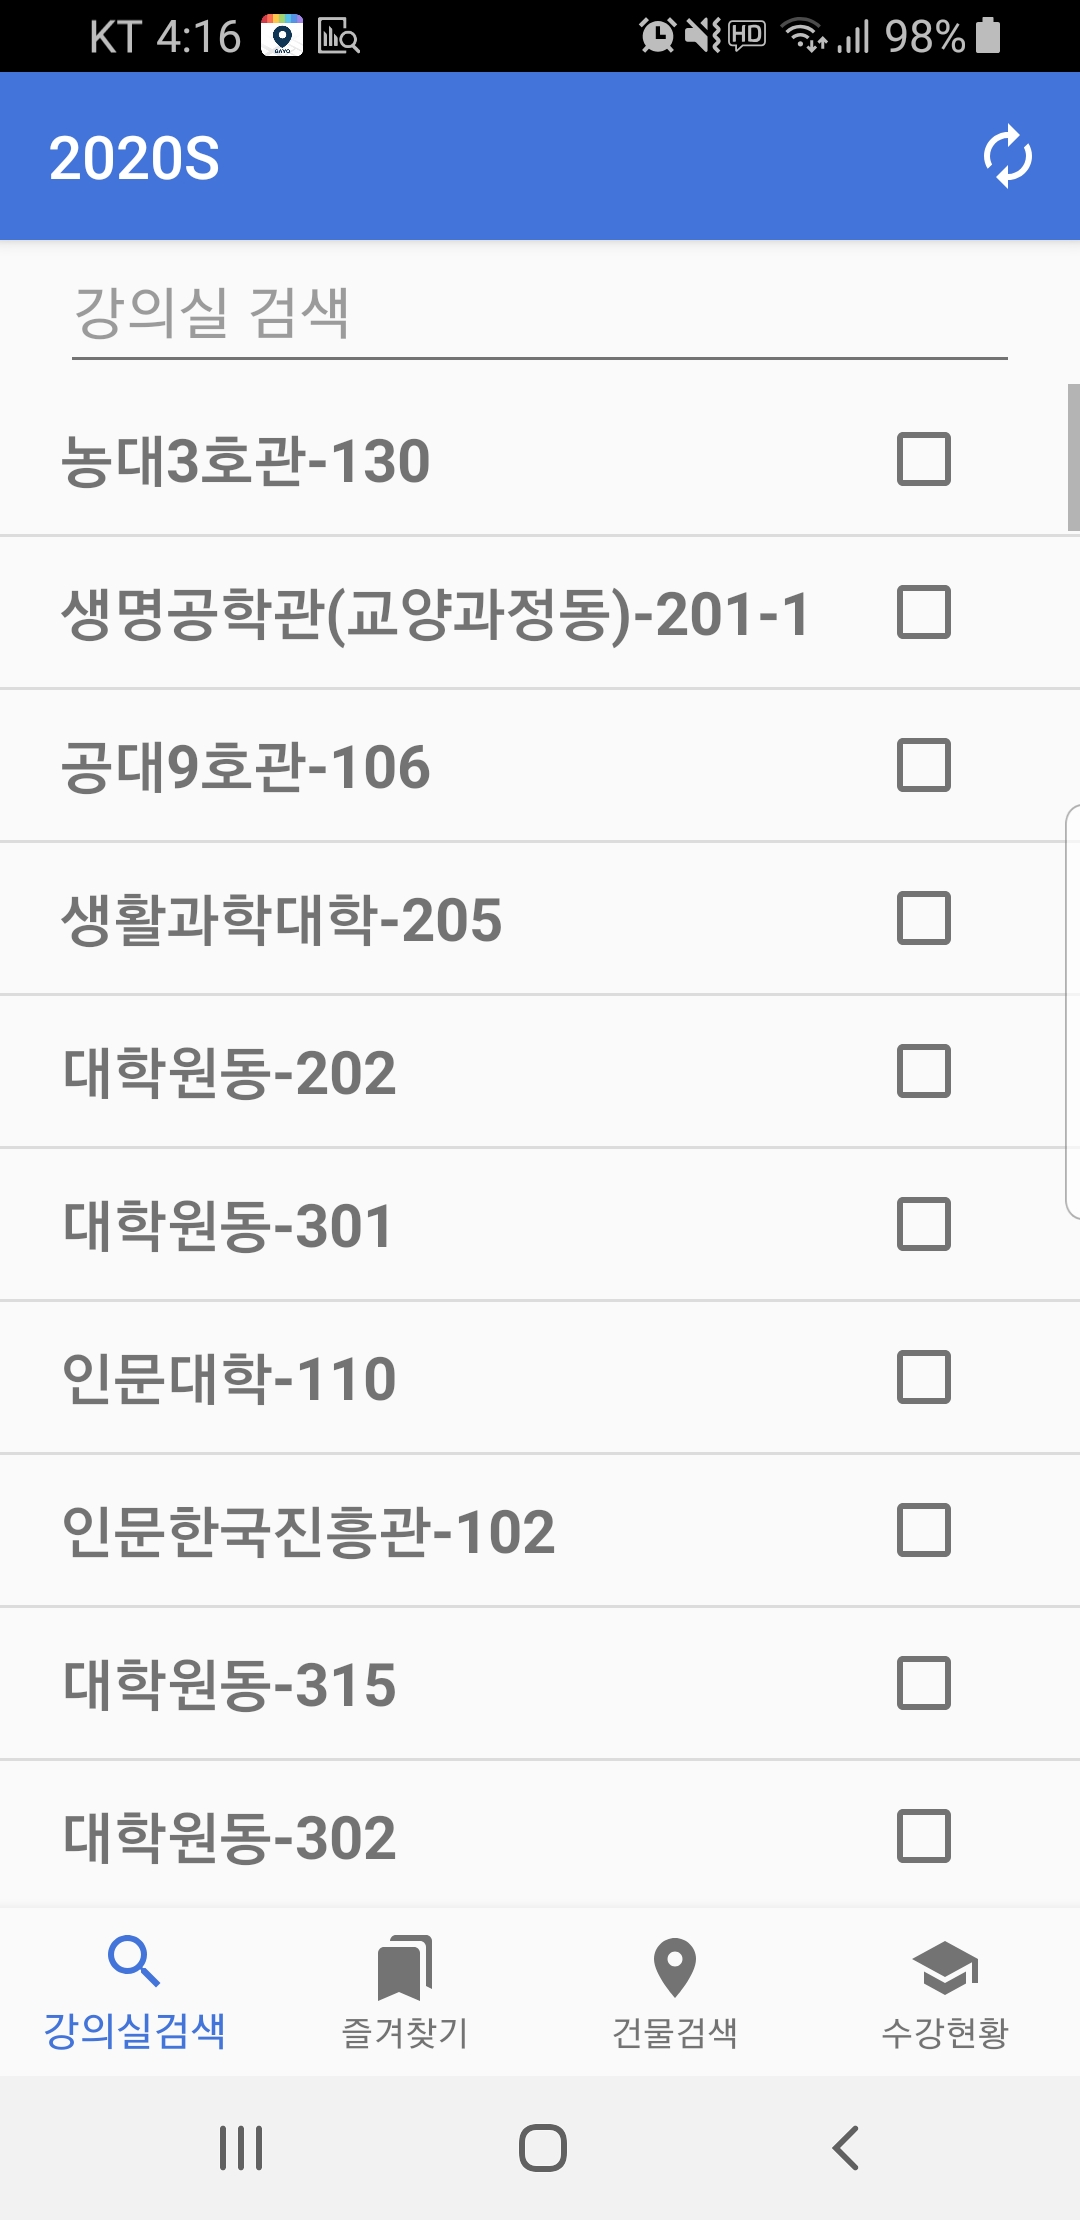 KT 4:16 HD 98%
2020S
강의실 검색
농대3호관-130
생명공학관(교양과정동)-201-1
공대9호관-106
생활과학대학-205
대학원동-202
대학원동-301
인문대학-110
인문한국진흥관-102
대학원동-315
대학원동-302
강의실검색 즐겨찾기 건물검색 수강현황